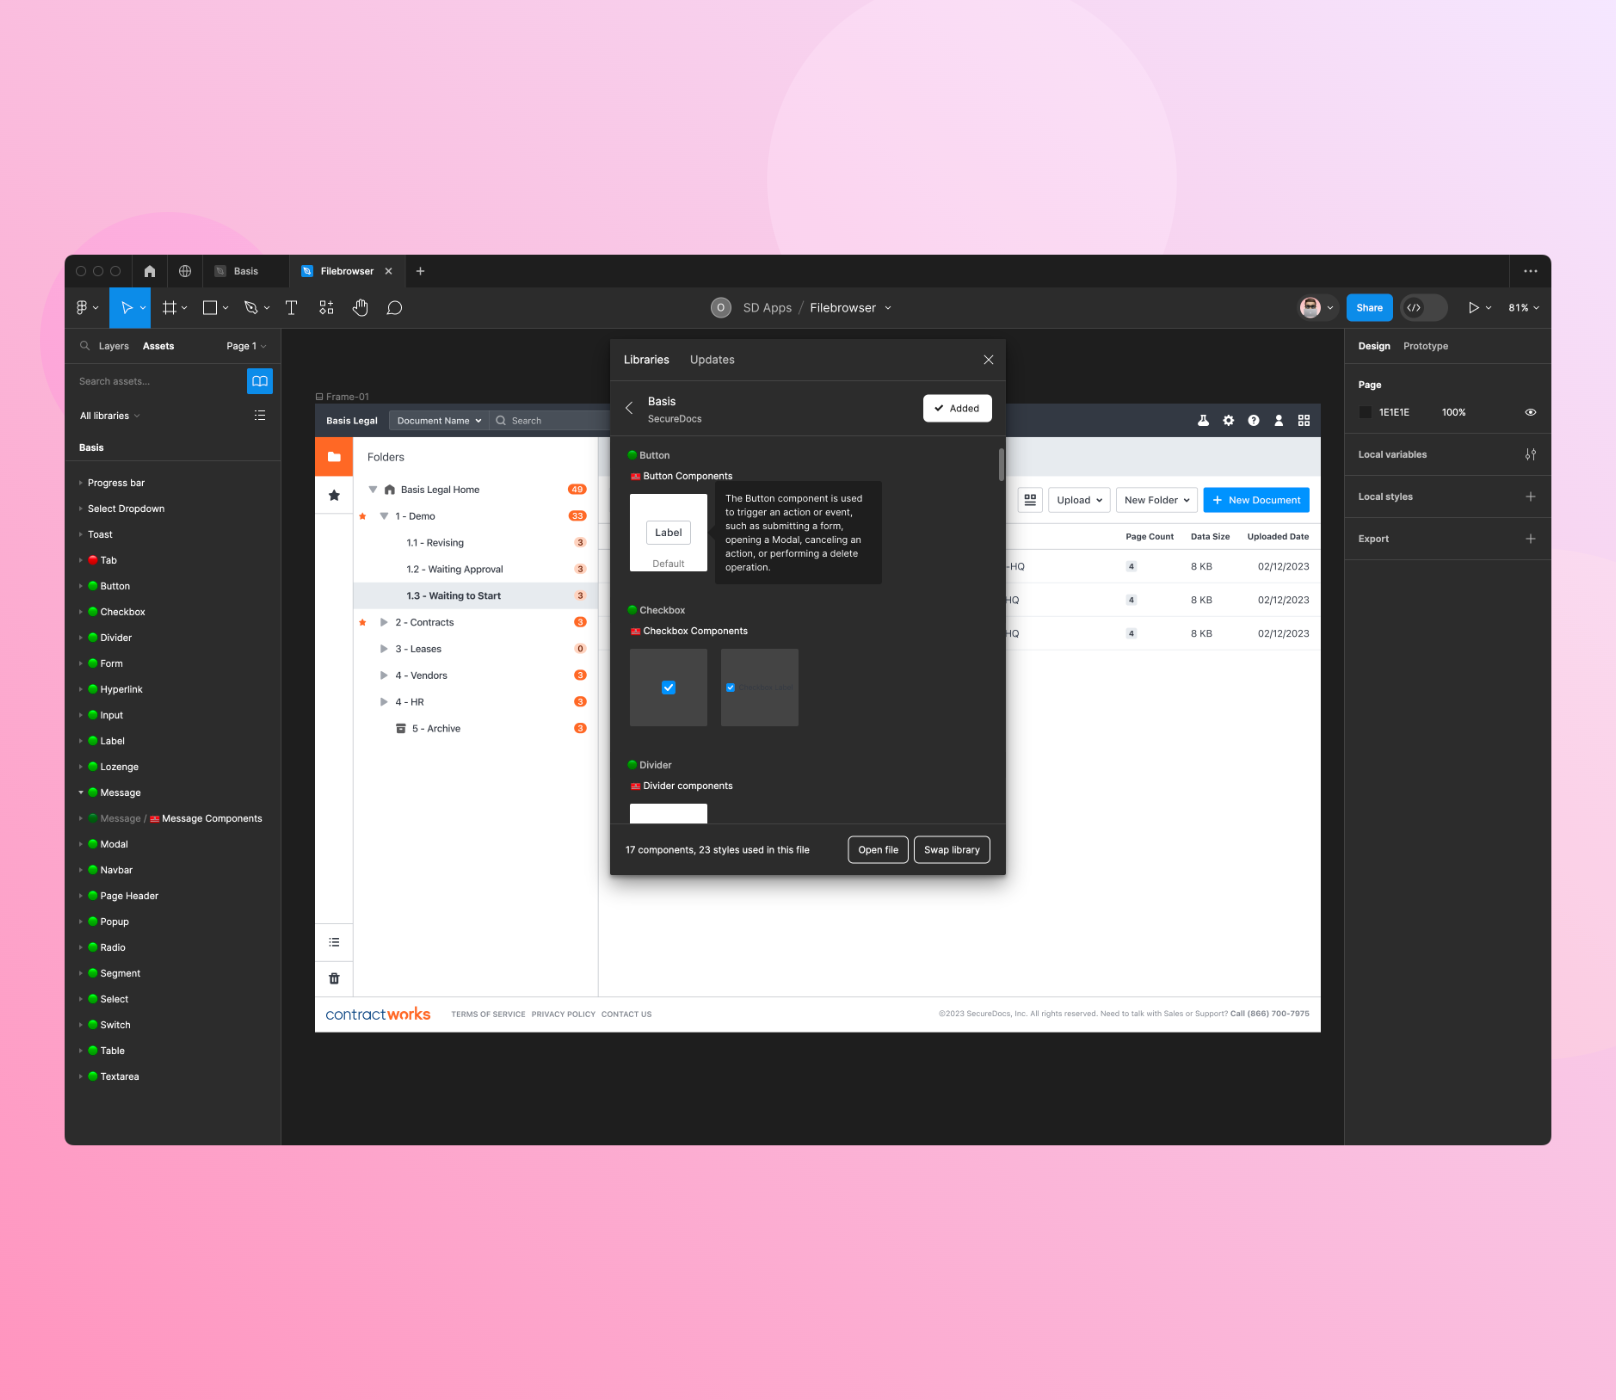 Basis
Filebrowser
SD Apps / Filebrowser
Share
81%
Layers
Assets
Page 1
Search assets...
All libraries
Basis
Progress bar
Select Dropdown
Toast
Tab
Button
Checkbox
Divider
Form
Hyperlink
Input
Label
Lozenge
Message
Message / Message Components
Modal
Navbar
Page Header
Popup
Radio
Segment
Select
Switch
Table
Textarea
Frame-01
Basis Legal
Document Name
Search
Folders
Basis Legal Home 49
1 - Demo 33
1.1 - Revising 3
1.2 - Waiting Approval 3
1.3 - Waiting to Start 3
2 - Contracts 3
3 - Leases 0
4 - Vendors 3
4 - HR 3
5 - Archive 3
Libraries
Updates
Basis
SecureDocs
Added
Button
Button Components
Label
Default
The Button component is used
to trigger an action or event,
such as submitting a form,
opening a Modal, canceling an
action, or performing a delete
operation.
Checkbox
Checkbox Components
Divider
Divider components
17 components, 23 styles used in this file
Open file
Swap library
Upload
New Folder
+ New Document
Page Count Data Size Uploaded Date
-HQ 4 8 KB 02/12/2023
HQ 4 8 KB 02/12/2023
HQ 4 8 KB 02/12/2023
contractworks
TERMS OF SERVICE PRIVACY POLICY CONTACT US
©2023 SecureDocs, Inc. All rights reserved. Need to talk with Sales or Support? Call (866) 700-7975
Design
Prototype
Page
1E1E1E 100%
Local variables
Local styles
Export